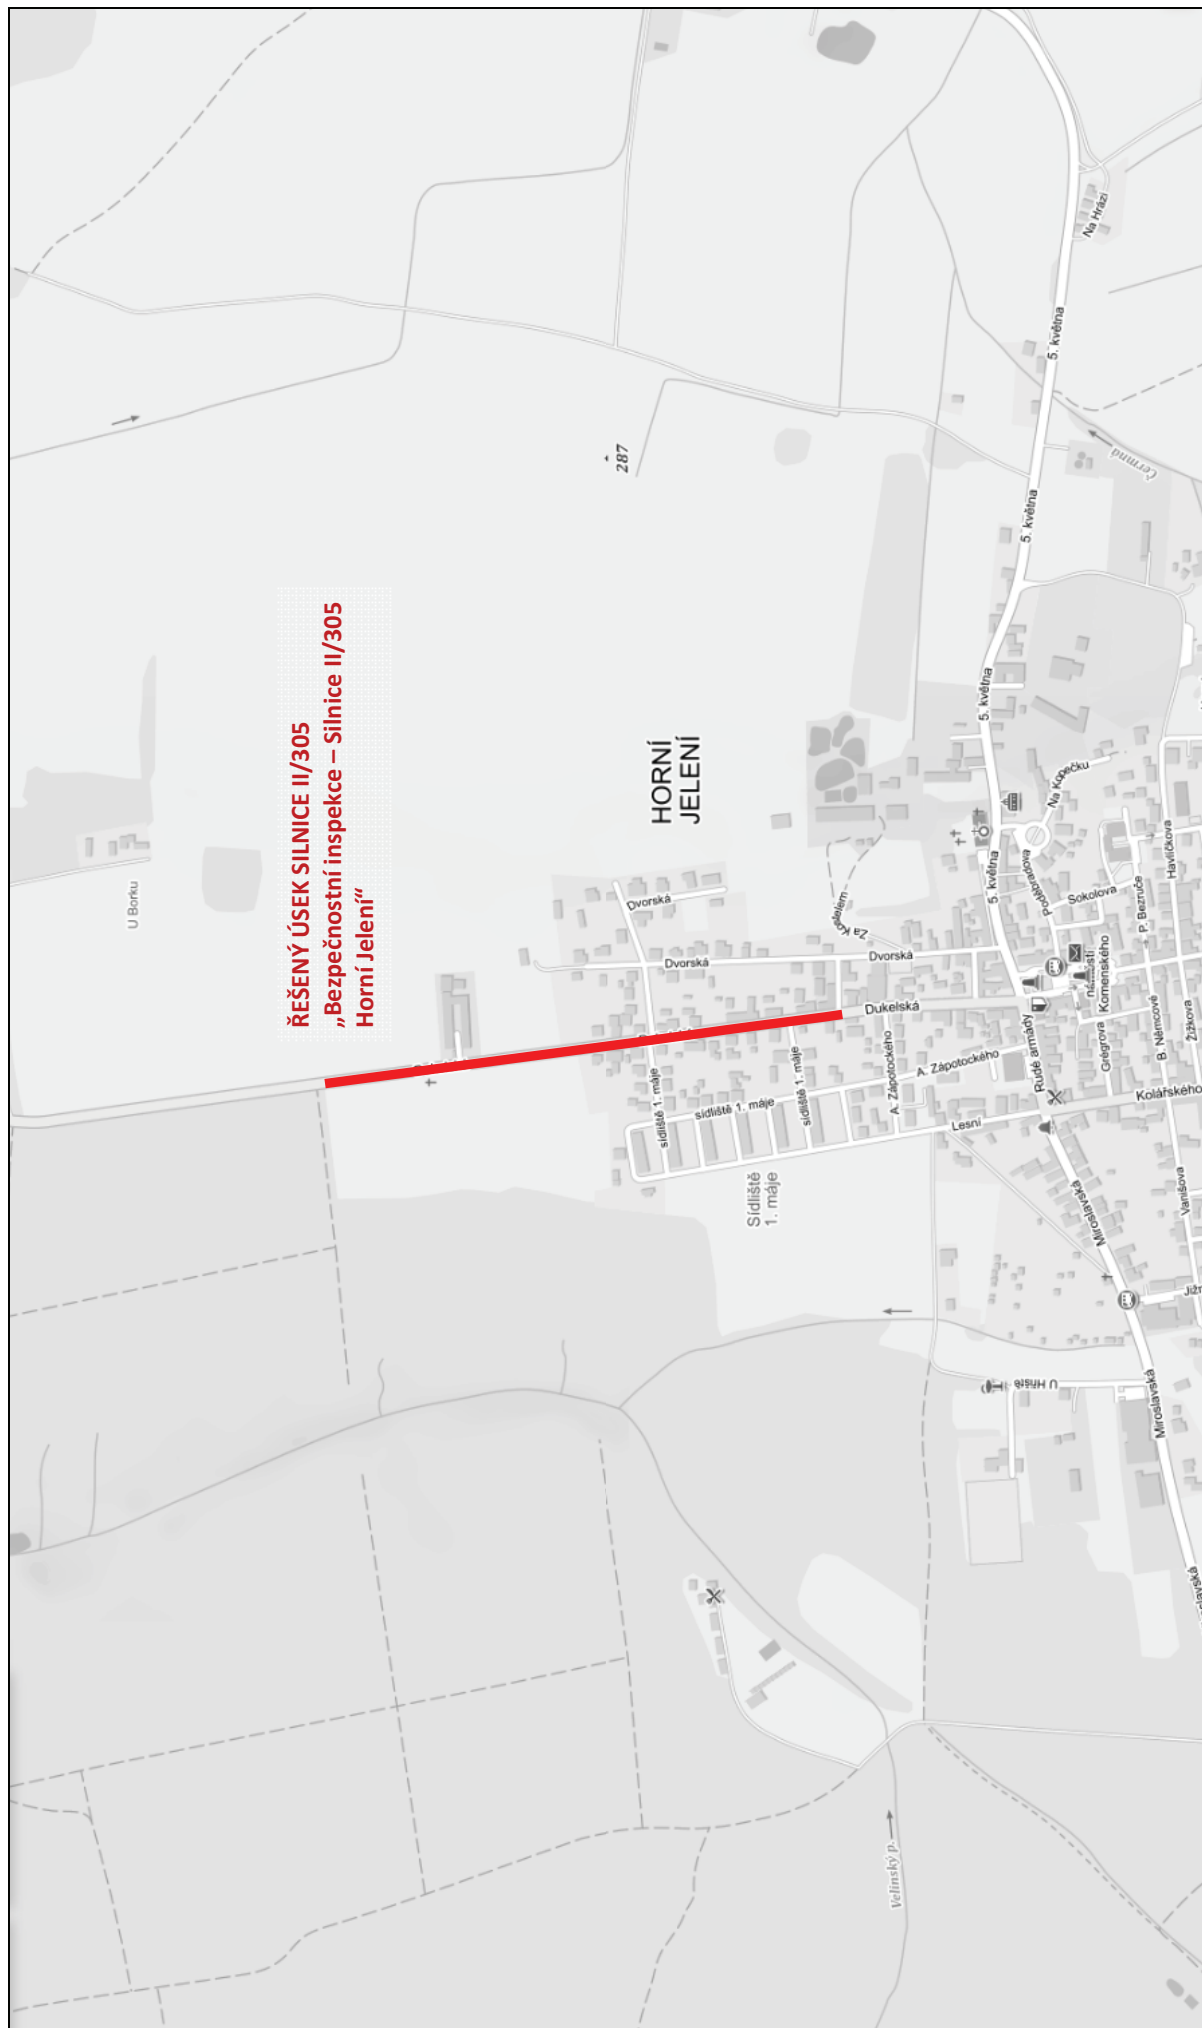 ŘEŠENÝ ÚSEK SILNICE II/305
„Bezpečnostní inspekce – Silnice II/305
Horní Jelení“
U Borku
287
HORNÍ
JELENÍ
Dvorská
Dvorská
Dvorská
Za Kostelem
Dukelská
sídliště 1. máje
sídliště 1. máje
sídliště 1. máje
A. Zápotockého
A. Zápotockého
Lesní
Sídliště
1. máje
Rudé armády
5. května
5. května
5. května
5. května
Na Hrázi
Čermná
Na Kopečku
Poděbradova
Sokolova
P. Bezruče
Havlíčkova
náměstí
Komenského
Grégrova
B. Němcové
Žižkova
Kolářského
Vanišova
Miroslavská
Miroslavská
U Hřiště
Velinský p.